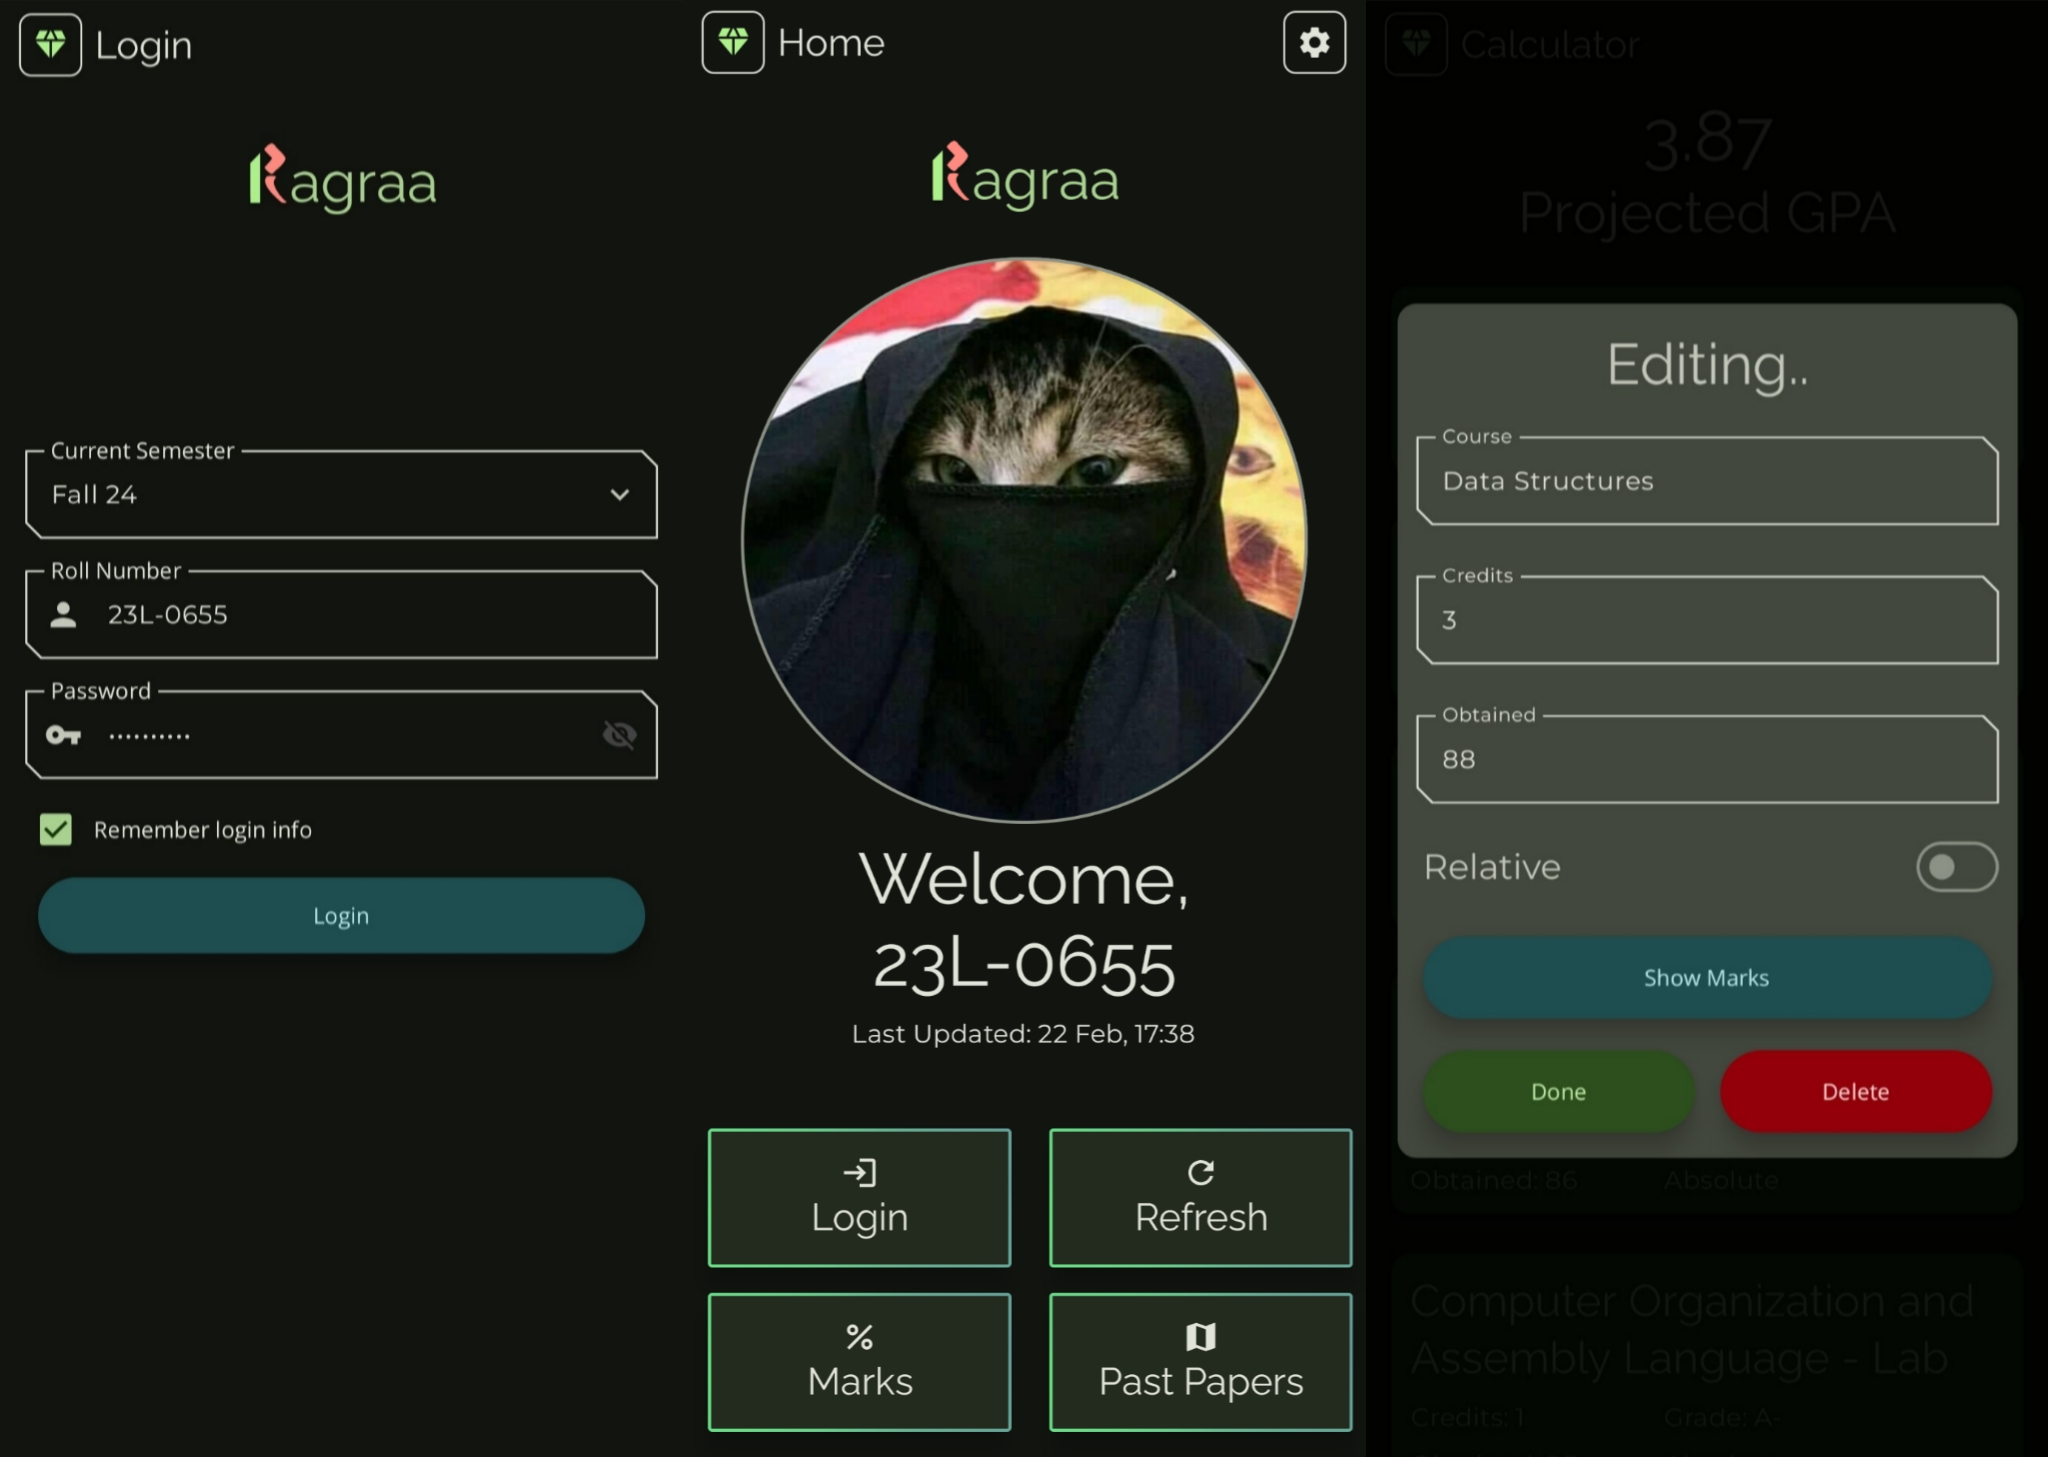 Login
Ragraa
Current Semester
Fall 24
Roll Number
23L-0655
Password
··········
Remember login info
Login
Home
Ragraa
Welcome,
23L-0655
Last Updated: 22 Feb, 17:38
Login
Refresh
Marks
Past Papers
Calculator
3.87
Projected GPA
Editing..
Course
Data Structures
Credits
3
Obtained
88
Relative
Show Marks
Done
Delete
Obtained: 86
Absolute
Computer Organization and
Assembly Language - Lab
Credits: 1
Grade: A-